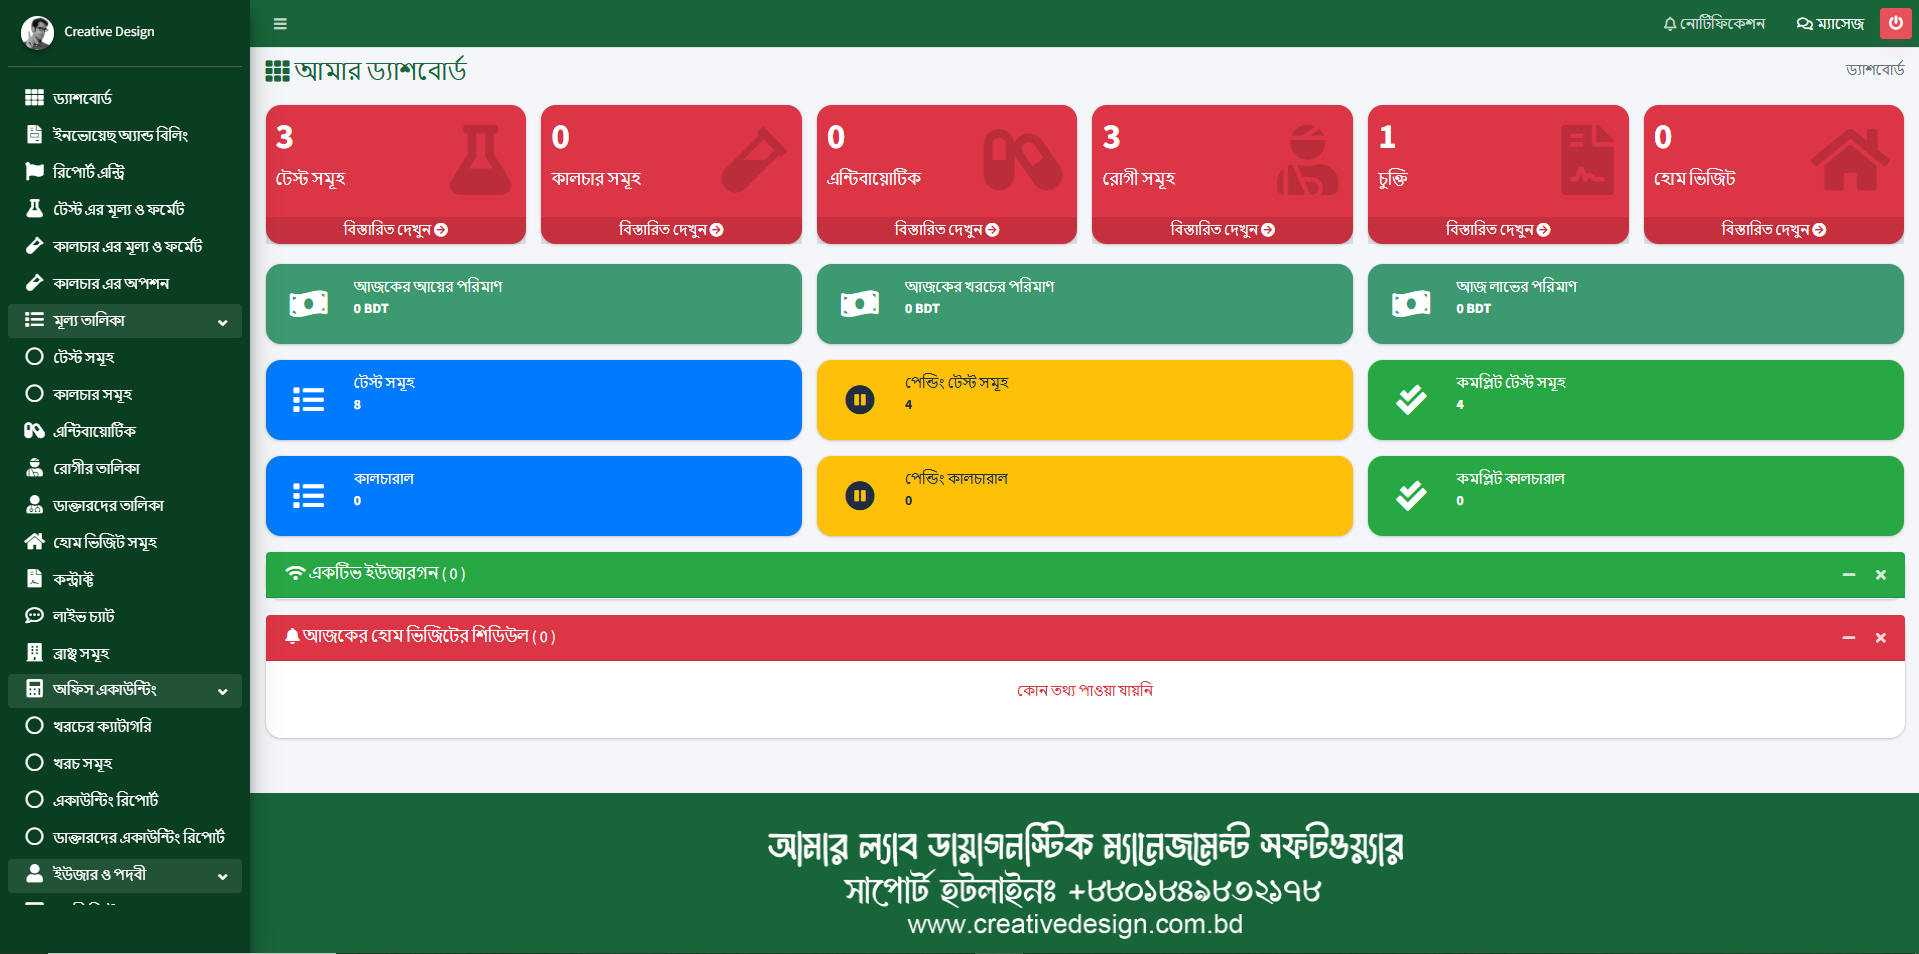 Creative Design
নোটিফিকেশন
ম্যাসেজ
ড্যাশবোর্ড
ইনভোয়েছ অ্যান্ড বিলিং
রিপোর্ট এন্ট্রি
টেস্ট এর মূল্য ও ফর্মেট
কালচার এর মূল্য ও ফর্মেট
কালচার এর অপশন
মূল্য তালিকা
টেস্ট সমূহ
কালচার সমূহ
এন্টিবায়োটিক
রোগীর তালিকা
ডাক্তারদের তালিকা
হোম ভিজিট সমূহ
কন্ট্রাক্ট
লাইভ চ্যাট
ব্রাঞ্চ সমূহ
অফিস একাউন্টিং
খরচের ক্যাটাগরি
খরচ সমূহ
একাউন্টিং রিপোর্ট
ডাক্তারদের একাউন্টিং রিপোর্ট
ইউজার ও পদবী
আমার ড্যাশবোর্ড
ড্যাশবোর্ড
3
টেস্ট সমূহ
বিস্তারিত দেখুন
0
কালচার সমূহ
বিস্তারিত দেখুন
0
এন্টিবায়োটিক
বিস্তারিত দেখুন
3
রোগী সমূহ
বিস্তারিত দেখুন
1
চুক্তি
বিস্তারিত দেখুন
0
হোম ভিজিট
বিস্তারিত দেখুন
আজকের আয়ের পরিমাণ
0 BDT
আজকের খরচের পরিমাণ
0 BDT
আজ লাভের পরিমাণ
0 BDT
টেস্ট সমূহ
8
পেন্ডিং টেস্ট সমূহ
4
কমপ্লিট টেস্ট সমূহ
4
কালচারাল
0
পেন্ডিং কালচারাল
0
কমপ্লিট কালচারাল
0
একটিভ ইউজারগন ( 0 )
আজকের হোম ভিজিটের শিডিউল ( 0 )
কোন তথ্য পাওয়া যায়নি
আমার ল্যাব ডায়াগনস্টিক ম্যানেজমেন্ট সফটওয়্যার
সাপোর্ট হটলাইনঃ +৮৮০১৮৪৯৮৩২১৭৮
www.creativedesign.com.bd